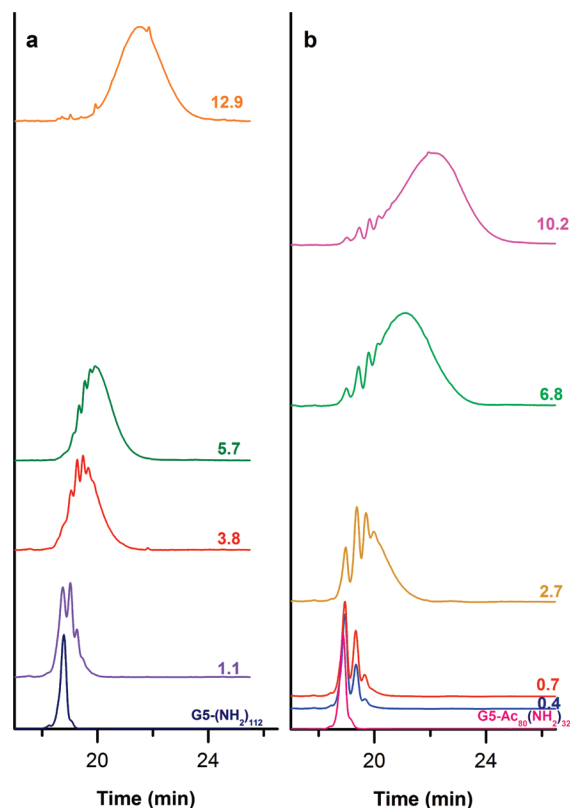 a
12.9
5.7
3.8
1.1
G5-(NH2)112
20
24
Time (min)
b
10.2
6.8
2.7
0.7
0.4
G5-Ac80(NH2)32
20
24
Time (min)